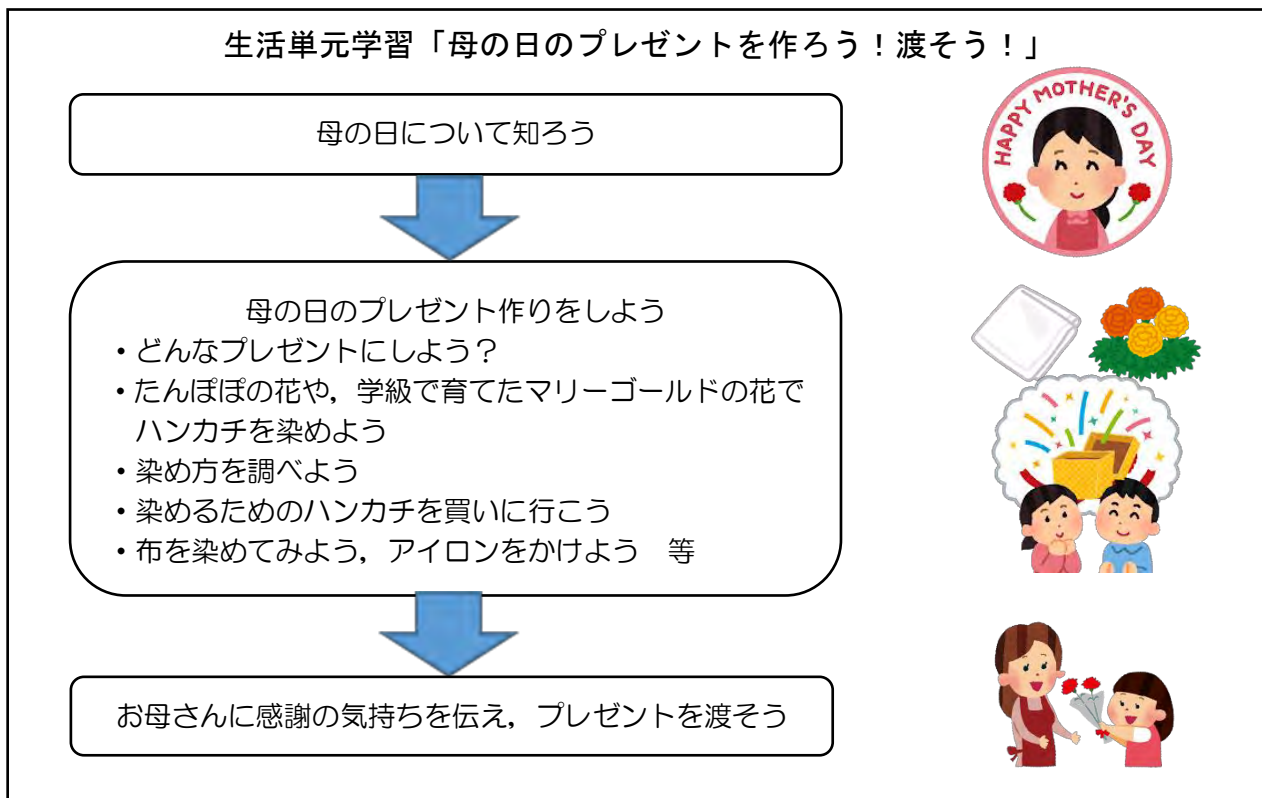 生活単元学習「母の日のプレゼントを作ろう！渡そう！」
母の日について知ろう
HAPPY MOTHER'S DAY
母の日のプレゼント作りをしよう
・どんなプレゼントにしよう？
・たんぽぽの花や，学級で育てたマリーゴールドの花で
ハンカチを染めよう
・染め方を調べよう
・染めるためのハンカチを買いに行こう
・布を染めてみよう，アイロンをかけよう　等
お母さんに感謝の気持ちを伝え，プレゼントを渡そう